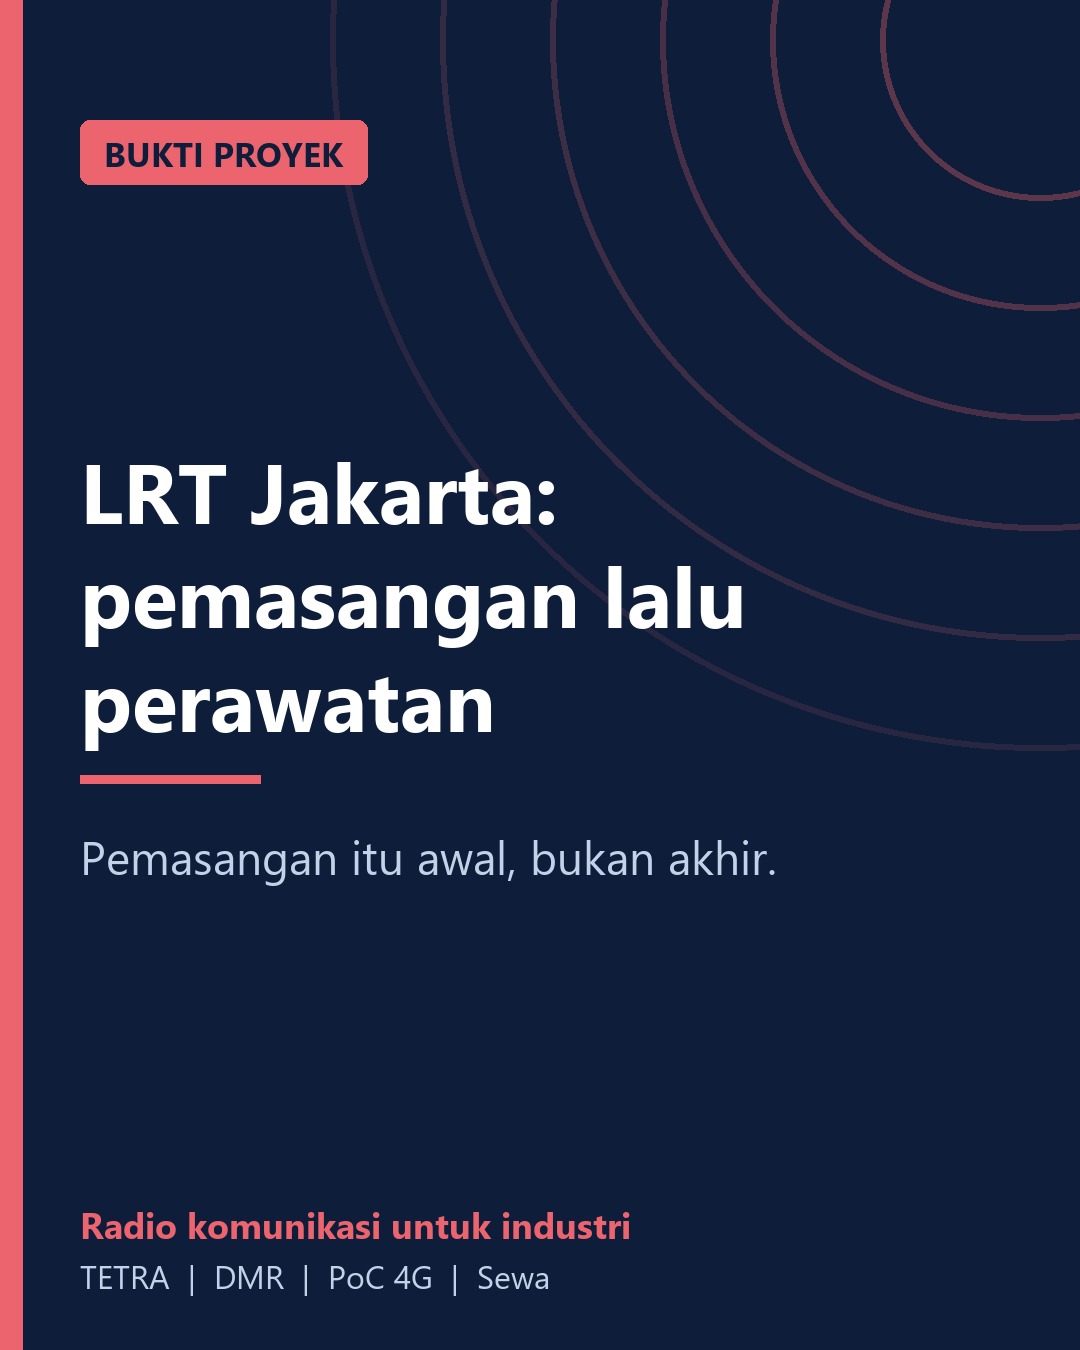 BUKTI PROYEK
LRT Jakarta:
pemasangan lalu
perawatan
Pemasangan itu awal, bukan akhir.
Radio komunikasi untuk industri
TETRA | DMR | PoC 4G | Sewa